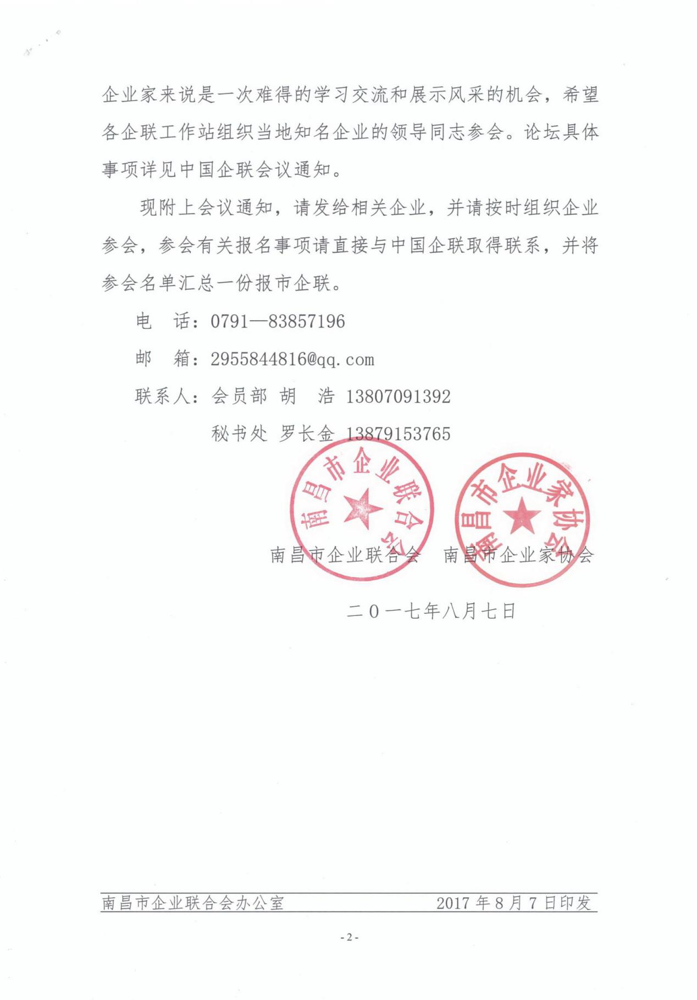 企业家来说是一次难得的学习交流和展示风采的机会，希望
各企联工作站组织当地知名企业的领导同志参会。论坛具体
事项详见中国企联会议通知。
现附上会议通知，请发给相关企业，并请按时组织企业
参会，参会有关报名事项请直接与中国企联取得联系，并将
参会名单汇总一份报市企联。
电　话：0791—83857196
邮　箱：2955844816@qq.com
联系人：会员部 胡　浩 13807091392
秘书处 罗长金 13879153765
南昌市企业联合会
南昌市企业家协会
南昌市企业联合会　南昌市企业家协会
二0一七年八月七日
南昌市企业联合会办公室　2017年8月7日印发
-2-